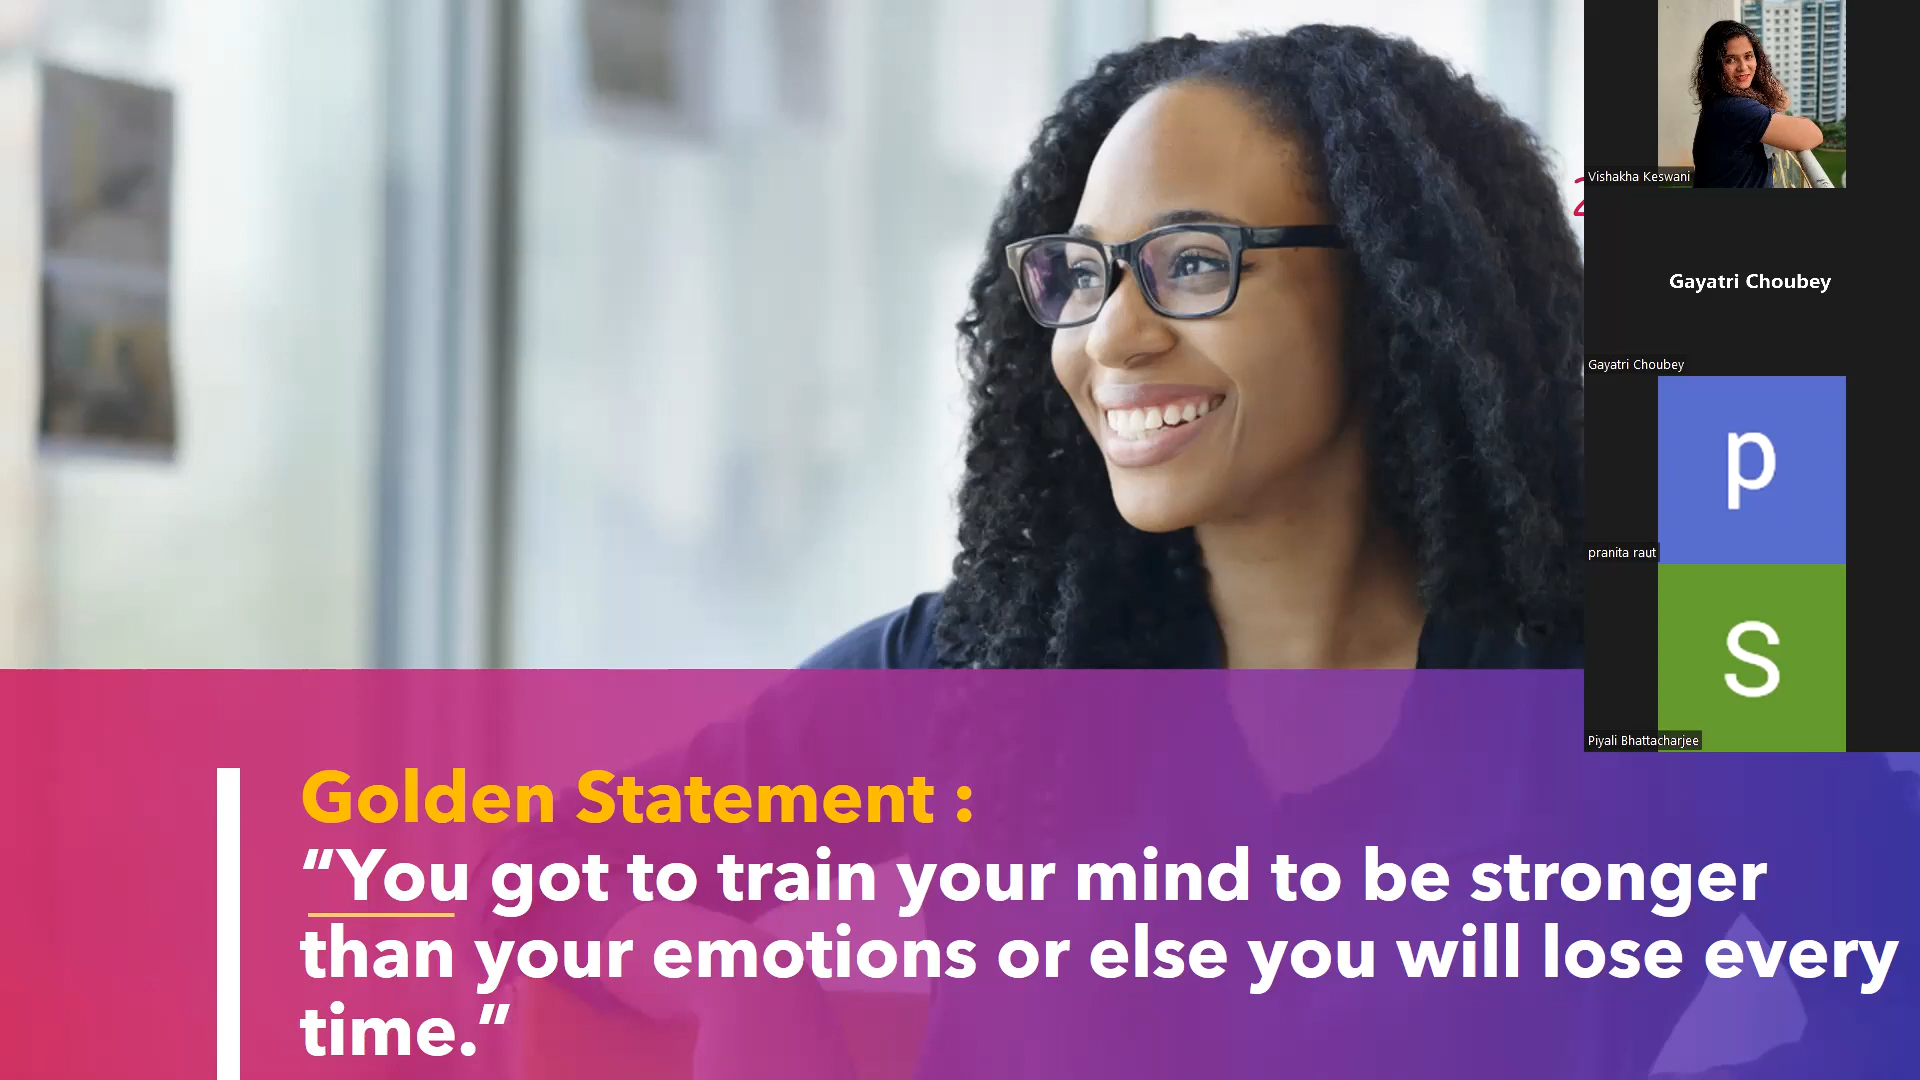 Golden Statement :
“You got to train your mind to be stronger
than your emotions or else you will lose every
time.”
Vishakha Keswani
Gayatri Choubey
Gayatri Choubey
p
pranita raut
S
Piyali Bhattacharjee